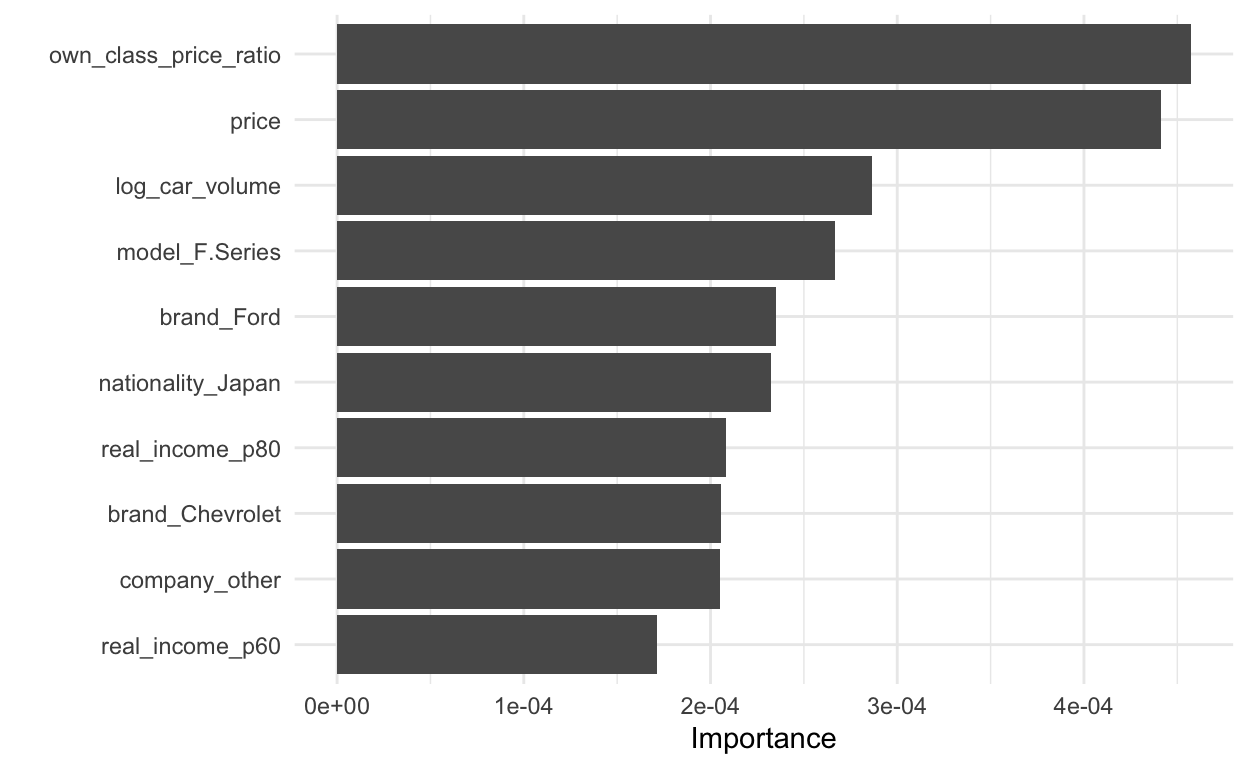 own_class_price_ratio
price
log_car_volume
model_F.Series
brand_Ford
nationality_Japan
real_income_p80
brand_Chevrolet
company_other
real_income_p60
0e+00 1e-04 2e-04 3e-04 4e-04
Importance